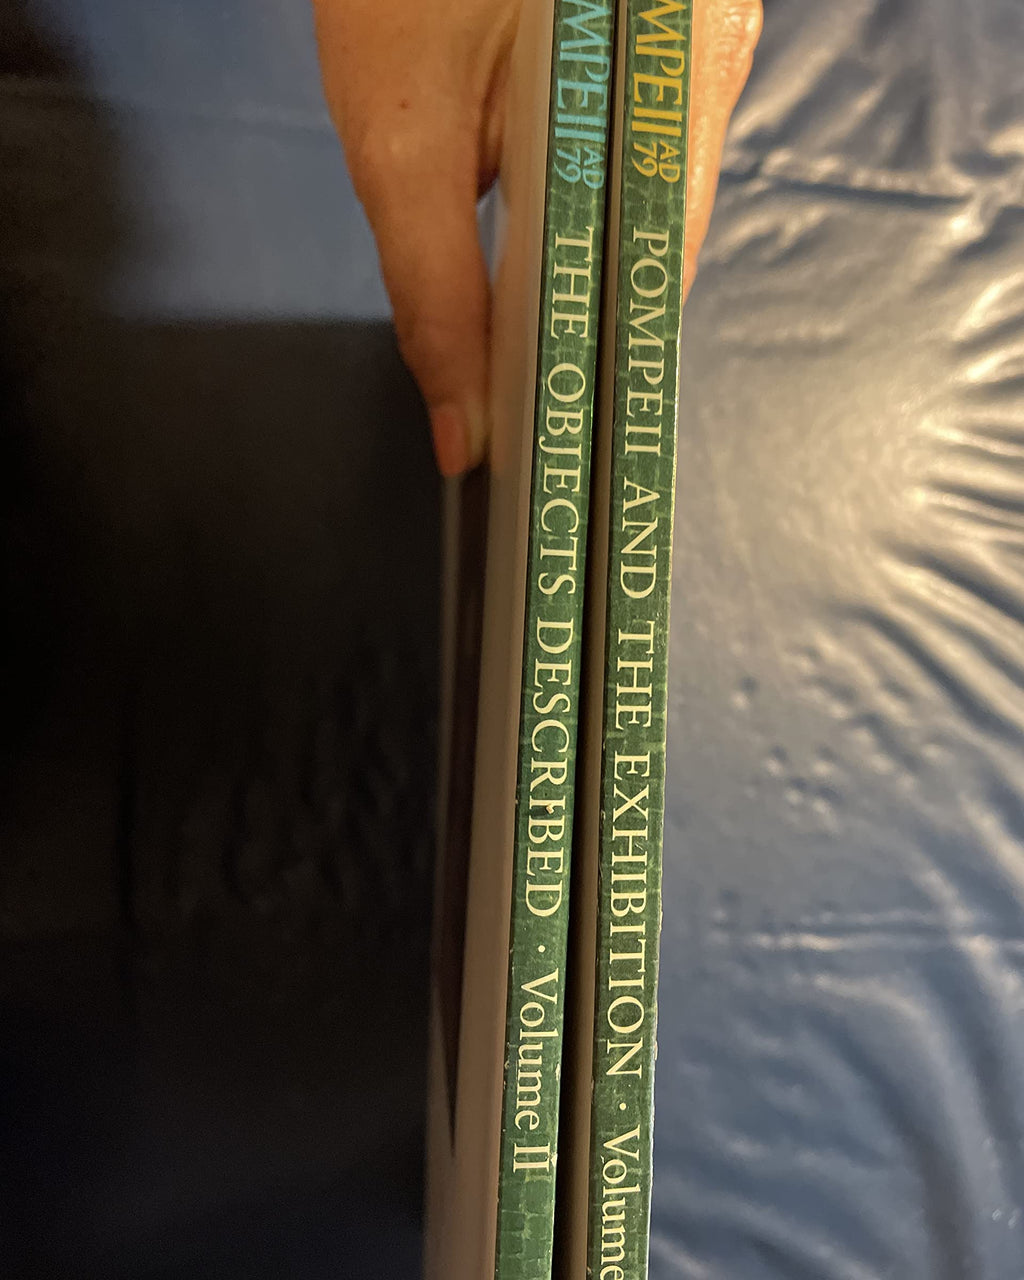 MPEII AD 79 THE OBJECTS DESCRIBED · Volume II
MPEII AD 79 POMPEII AND THE EXHIBITION · Volume